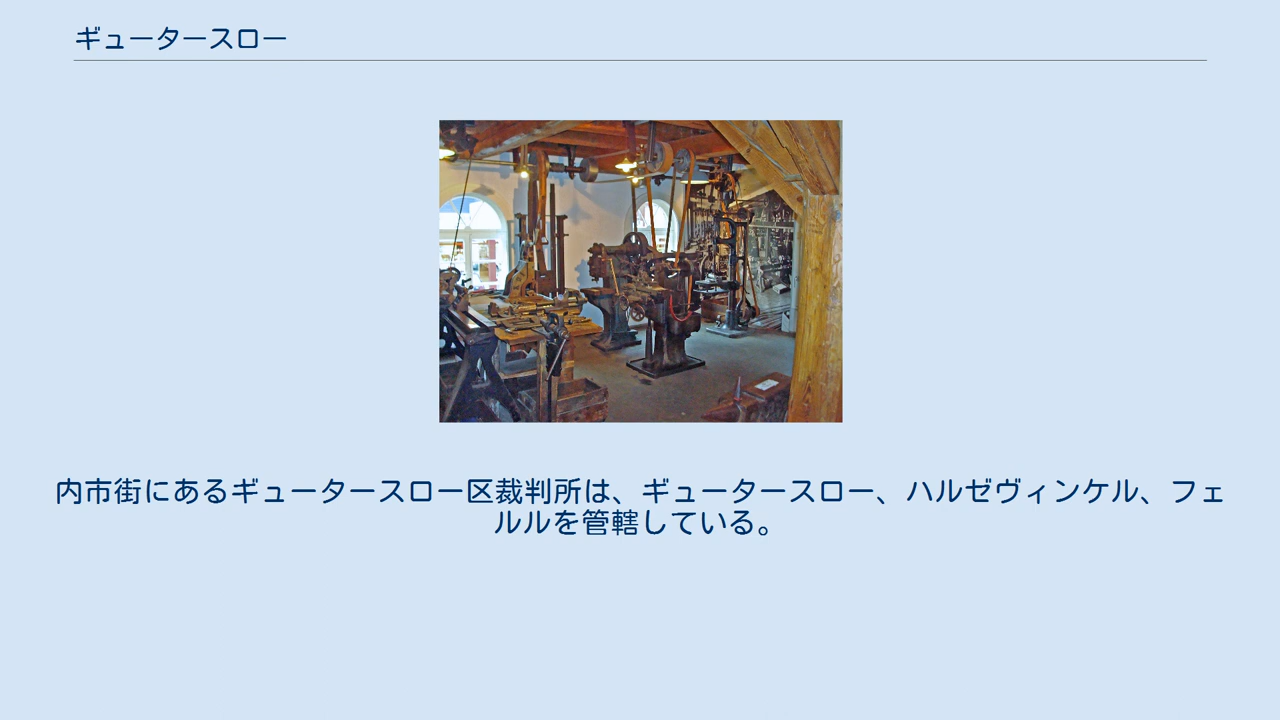 ギュータースロー
内市街にあるギュータースロー区裁判所は、ギュータースロー、ハルゼヴィンケル、フェ
ルルを管轄している。